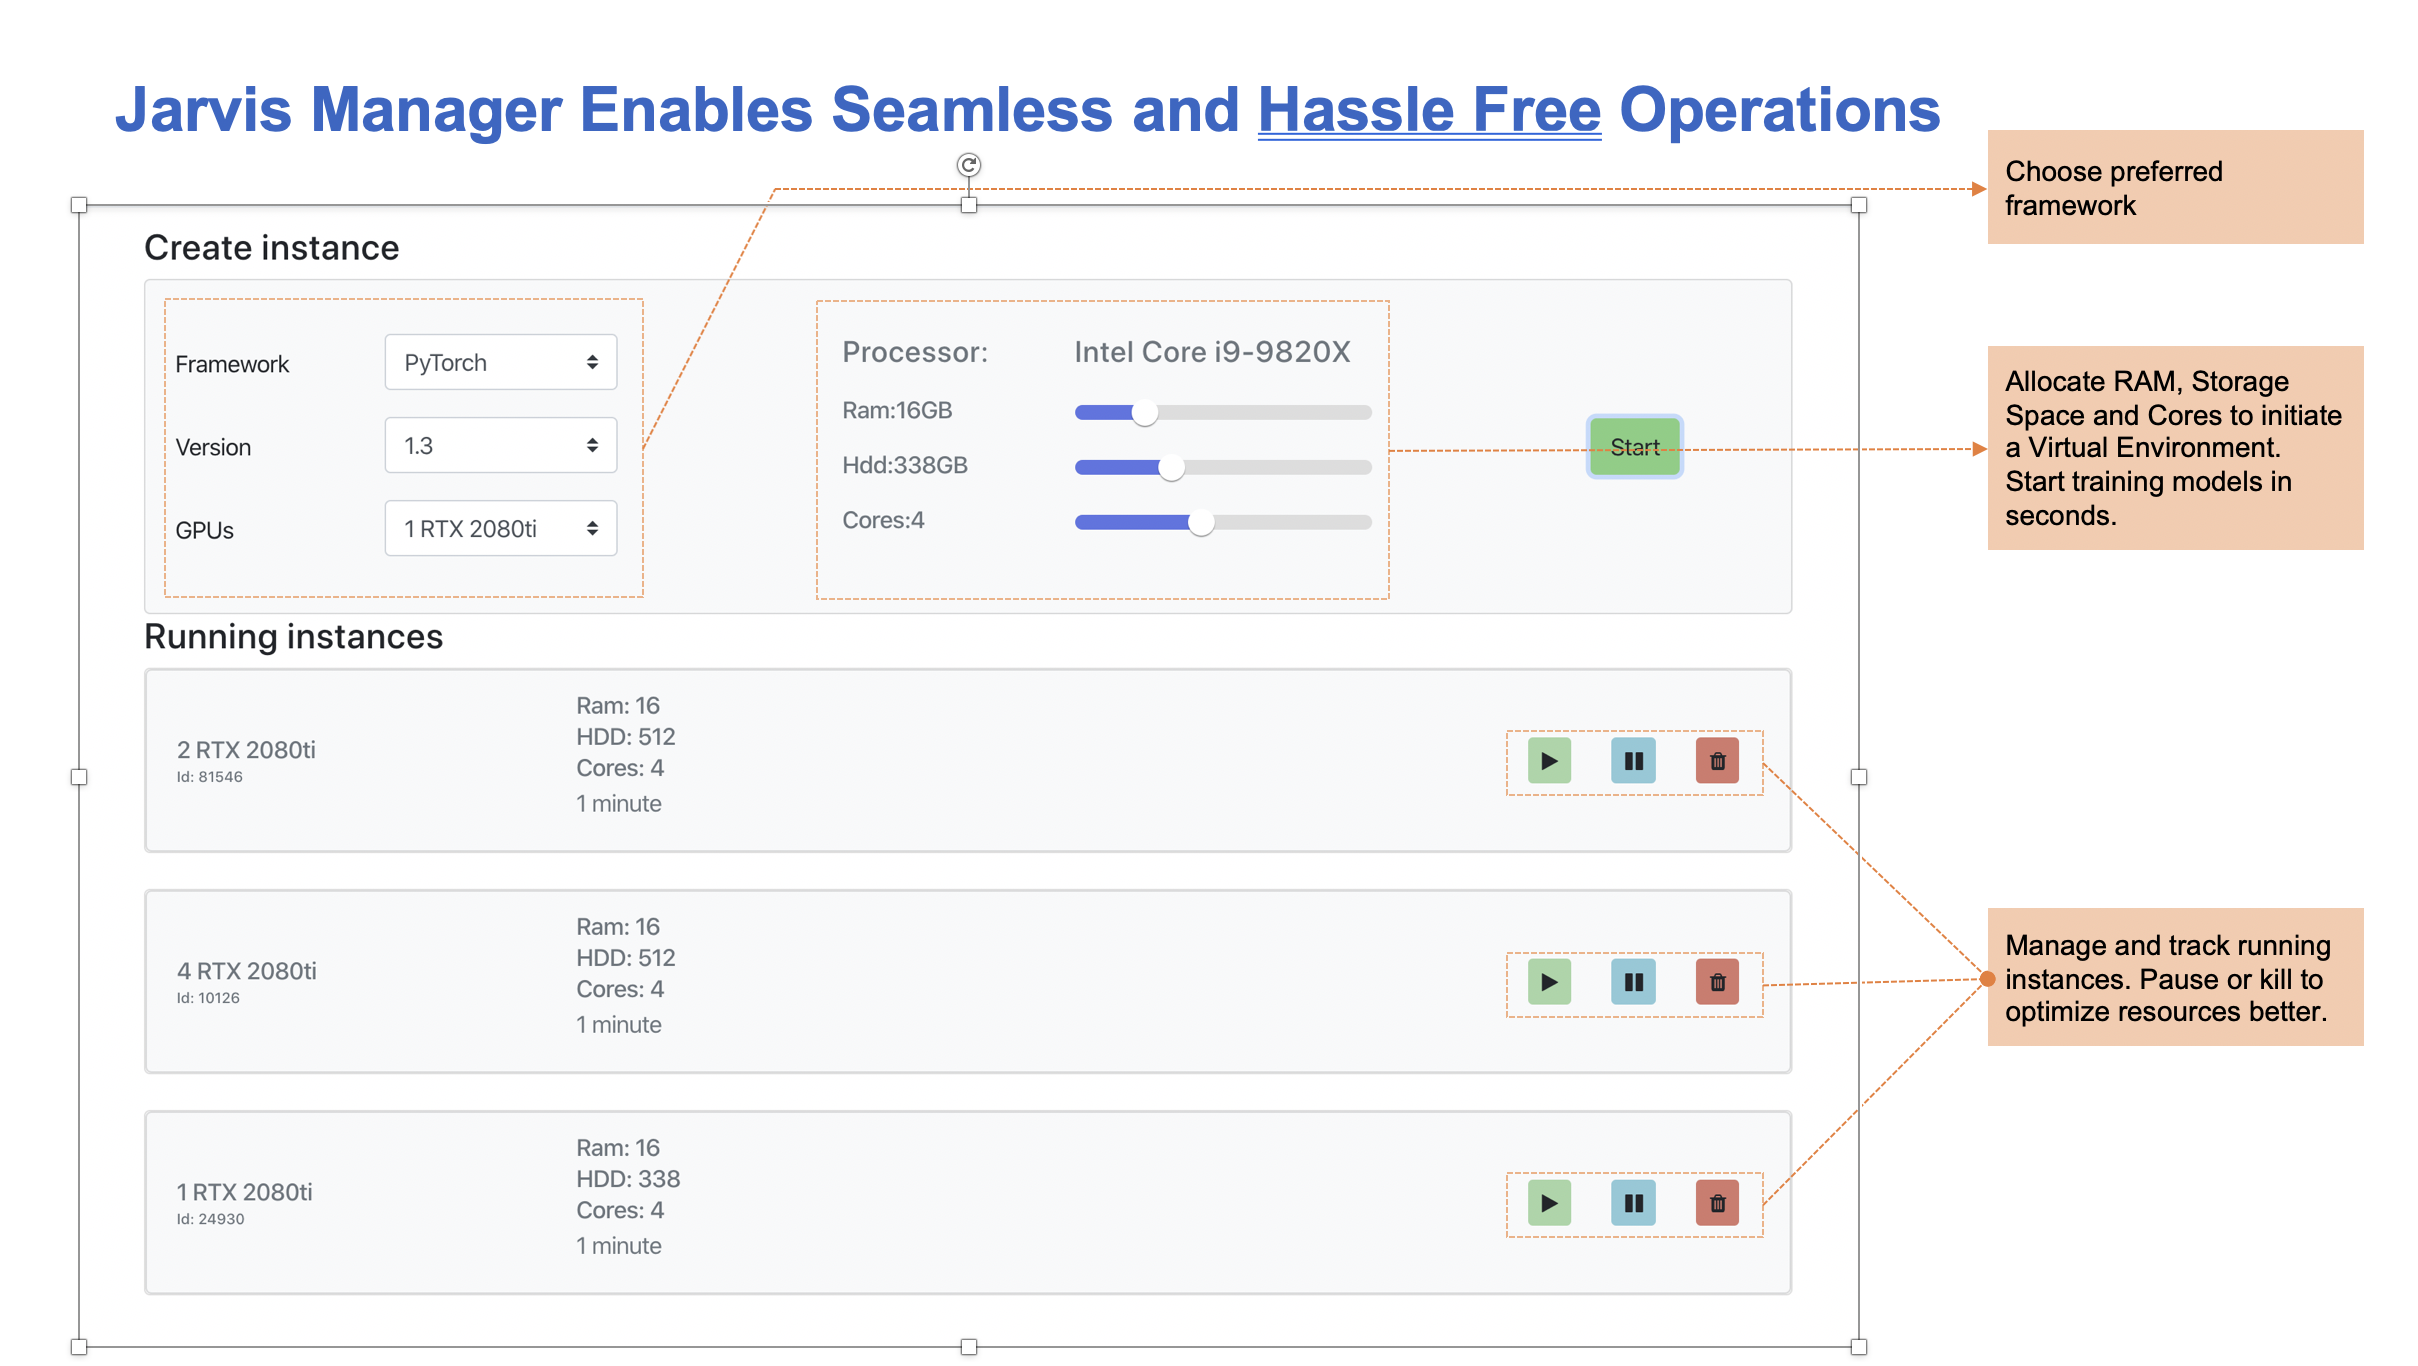 Jarvis Manager Enables Seamless and Hassle Free Operations
Choose preferred
framework
Create instance
Framework
PyTorch
Version
1.3
GPUs
1 RTX 2080ti
Processor:
Intel Core i9-9820X
Ram:16GB
Hdd:338GB
Cores:4
Start
Allocate RAM, Storage
Space and Cores to initiate
a Virtual Environment.
Start training models in
seconds.
Running instances
2 RTX 2080ti
Id: 81546
Ram: 16
HDD: 512
Cores: 4
1 minute
4 RTX 2080ti
Id: 10126
Ram: 16
HDD: 512
Cores: 4
1 minute
Manage and track running
instances. Pause or kill to
optimize resources better.
1 RTX 2080ti
Id: 24930
Ram: 16
HDD: 338
Cores: 4
1 minute